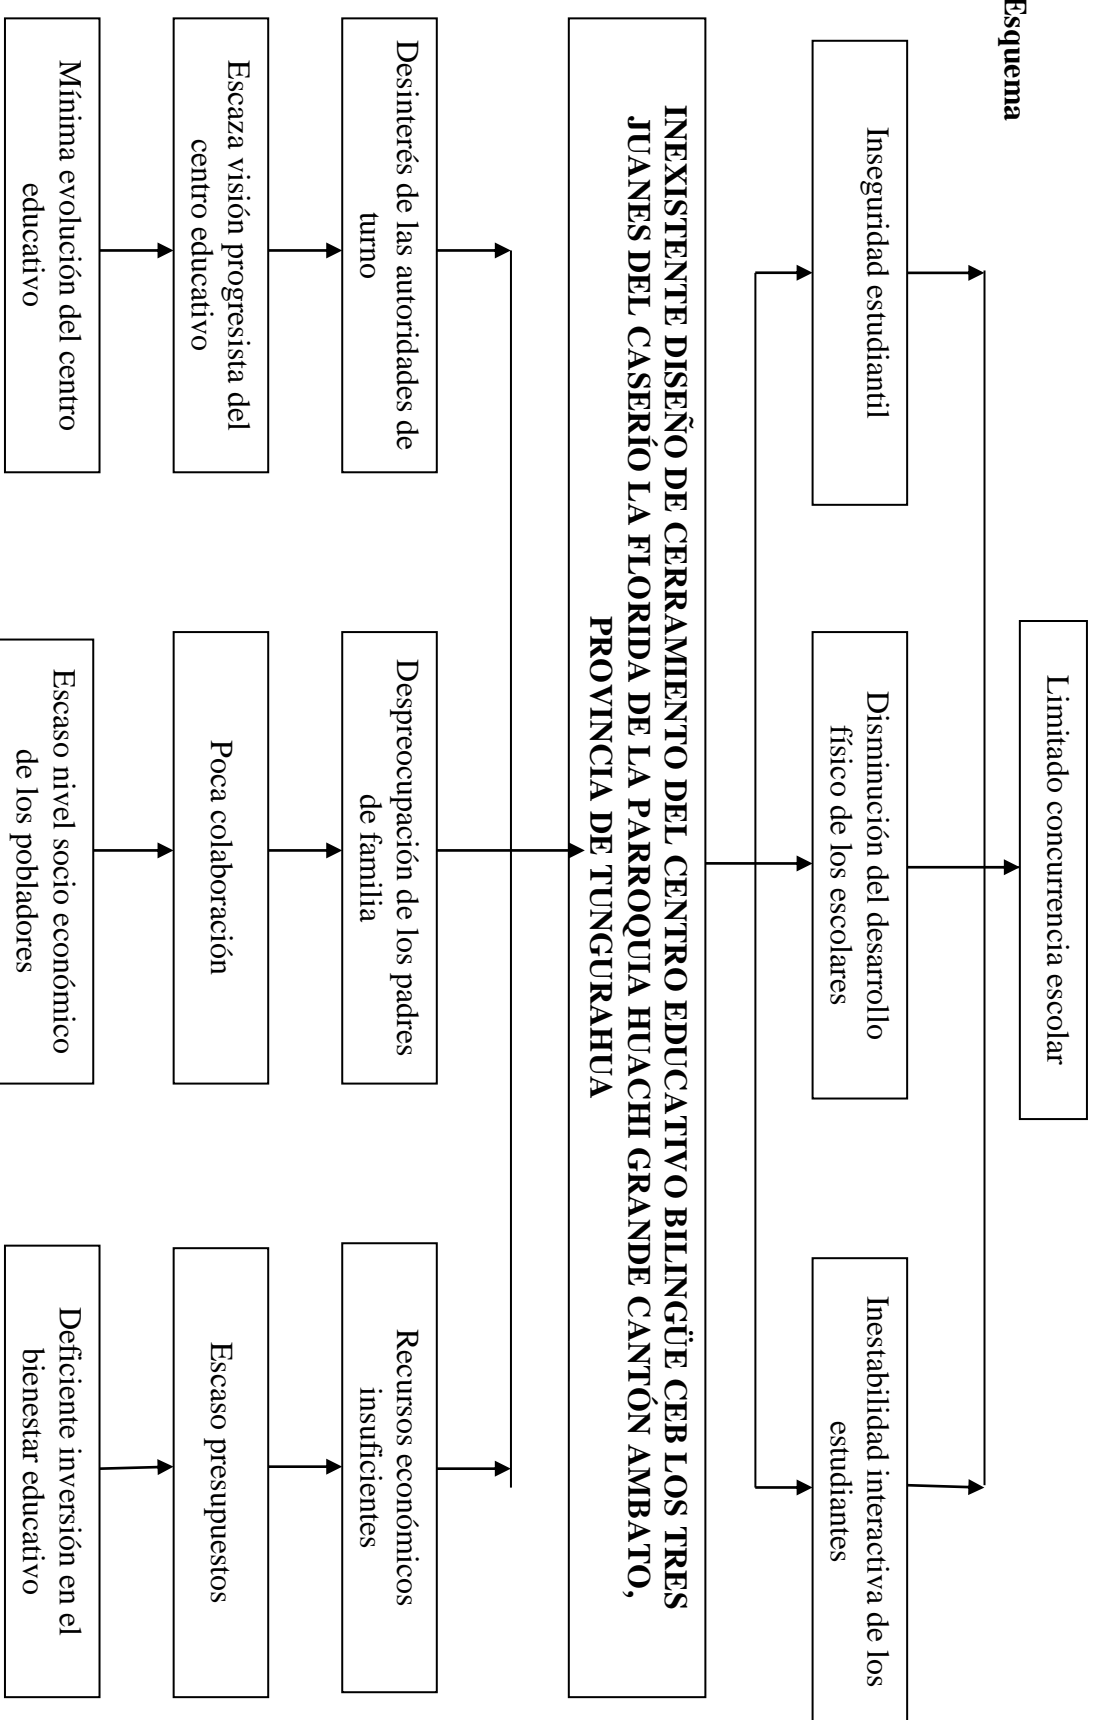 Esquema
Limitado concurrencia escolar
Inseguridad estudiantil
Disminución del desarrollo
físico de los escolares
Inestabilidad interactiva de los
estudiantes
INEXISTENTE DISEÑO DE CERRAMIENTO DEL CENTRO EDUCATIVO BILINGÜE CEB LOS TRES
JUANES DEL CASERÍO LA FLORIDA DE LA PARROQUIA HUACHI GRANDE CANTÓN AMBATO,
PROVINCIA DE TUNGURAHUA
Desinterés de las autoridades de
turno
Despreocupación de los padres
de familia
Recursos económicos
insuficientes
Escaza visión progresista del
centro educativo
Poca colaboración
Escaso presupuestos
Mínima evolución del centro
educativo
Escaso nivel socio económico
de los pobladores
Deficiente inversión en el
bienestar educativo